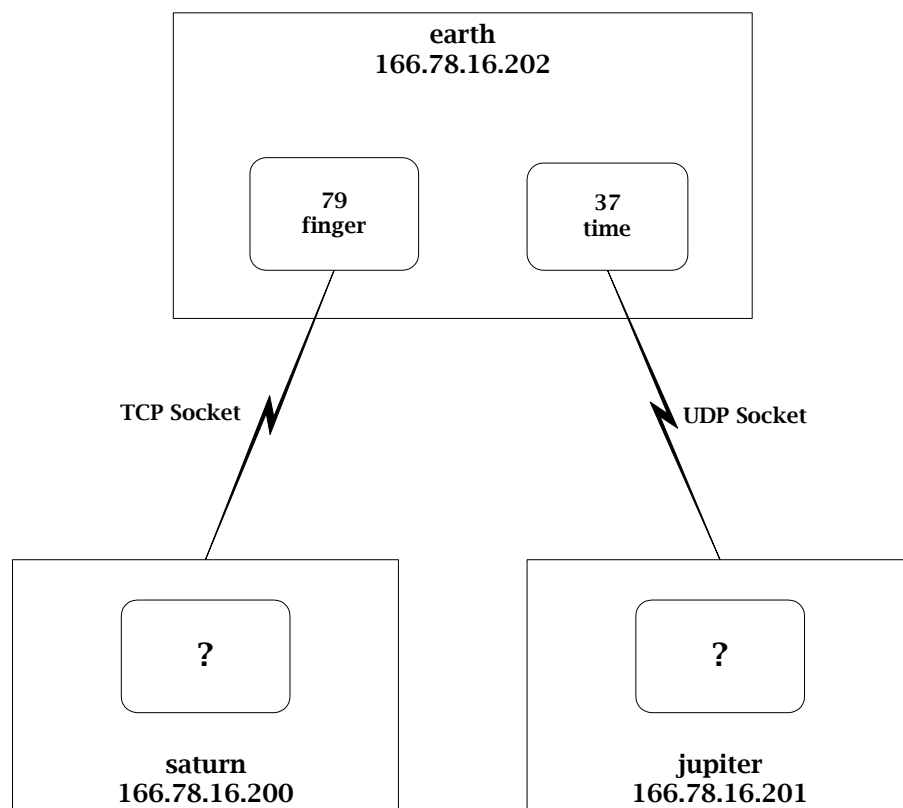 earth
166.78.16.202
79
finger
37
time
TCP Socket
UDP Socket
?
?
saturn
166.78.16.200
jupiter
166.78.16.201